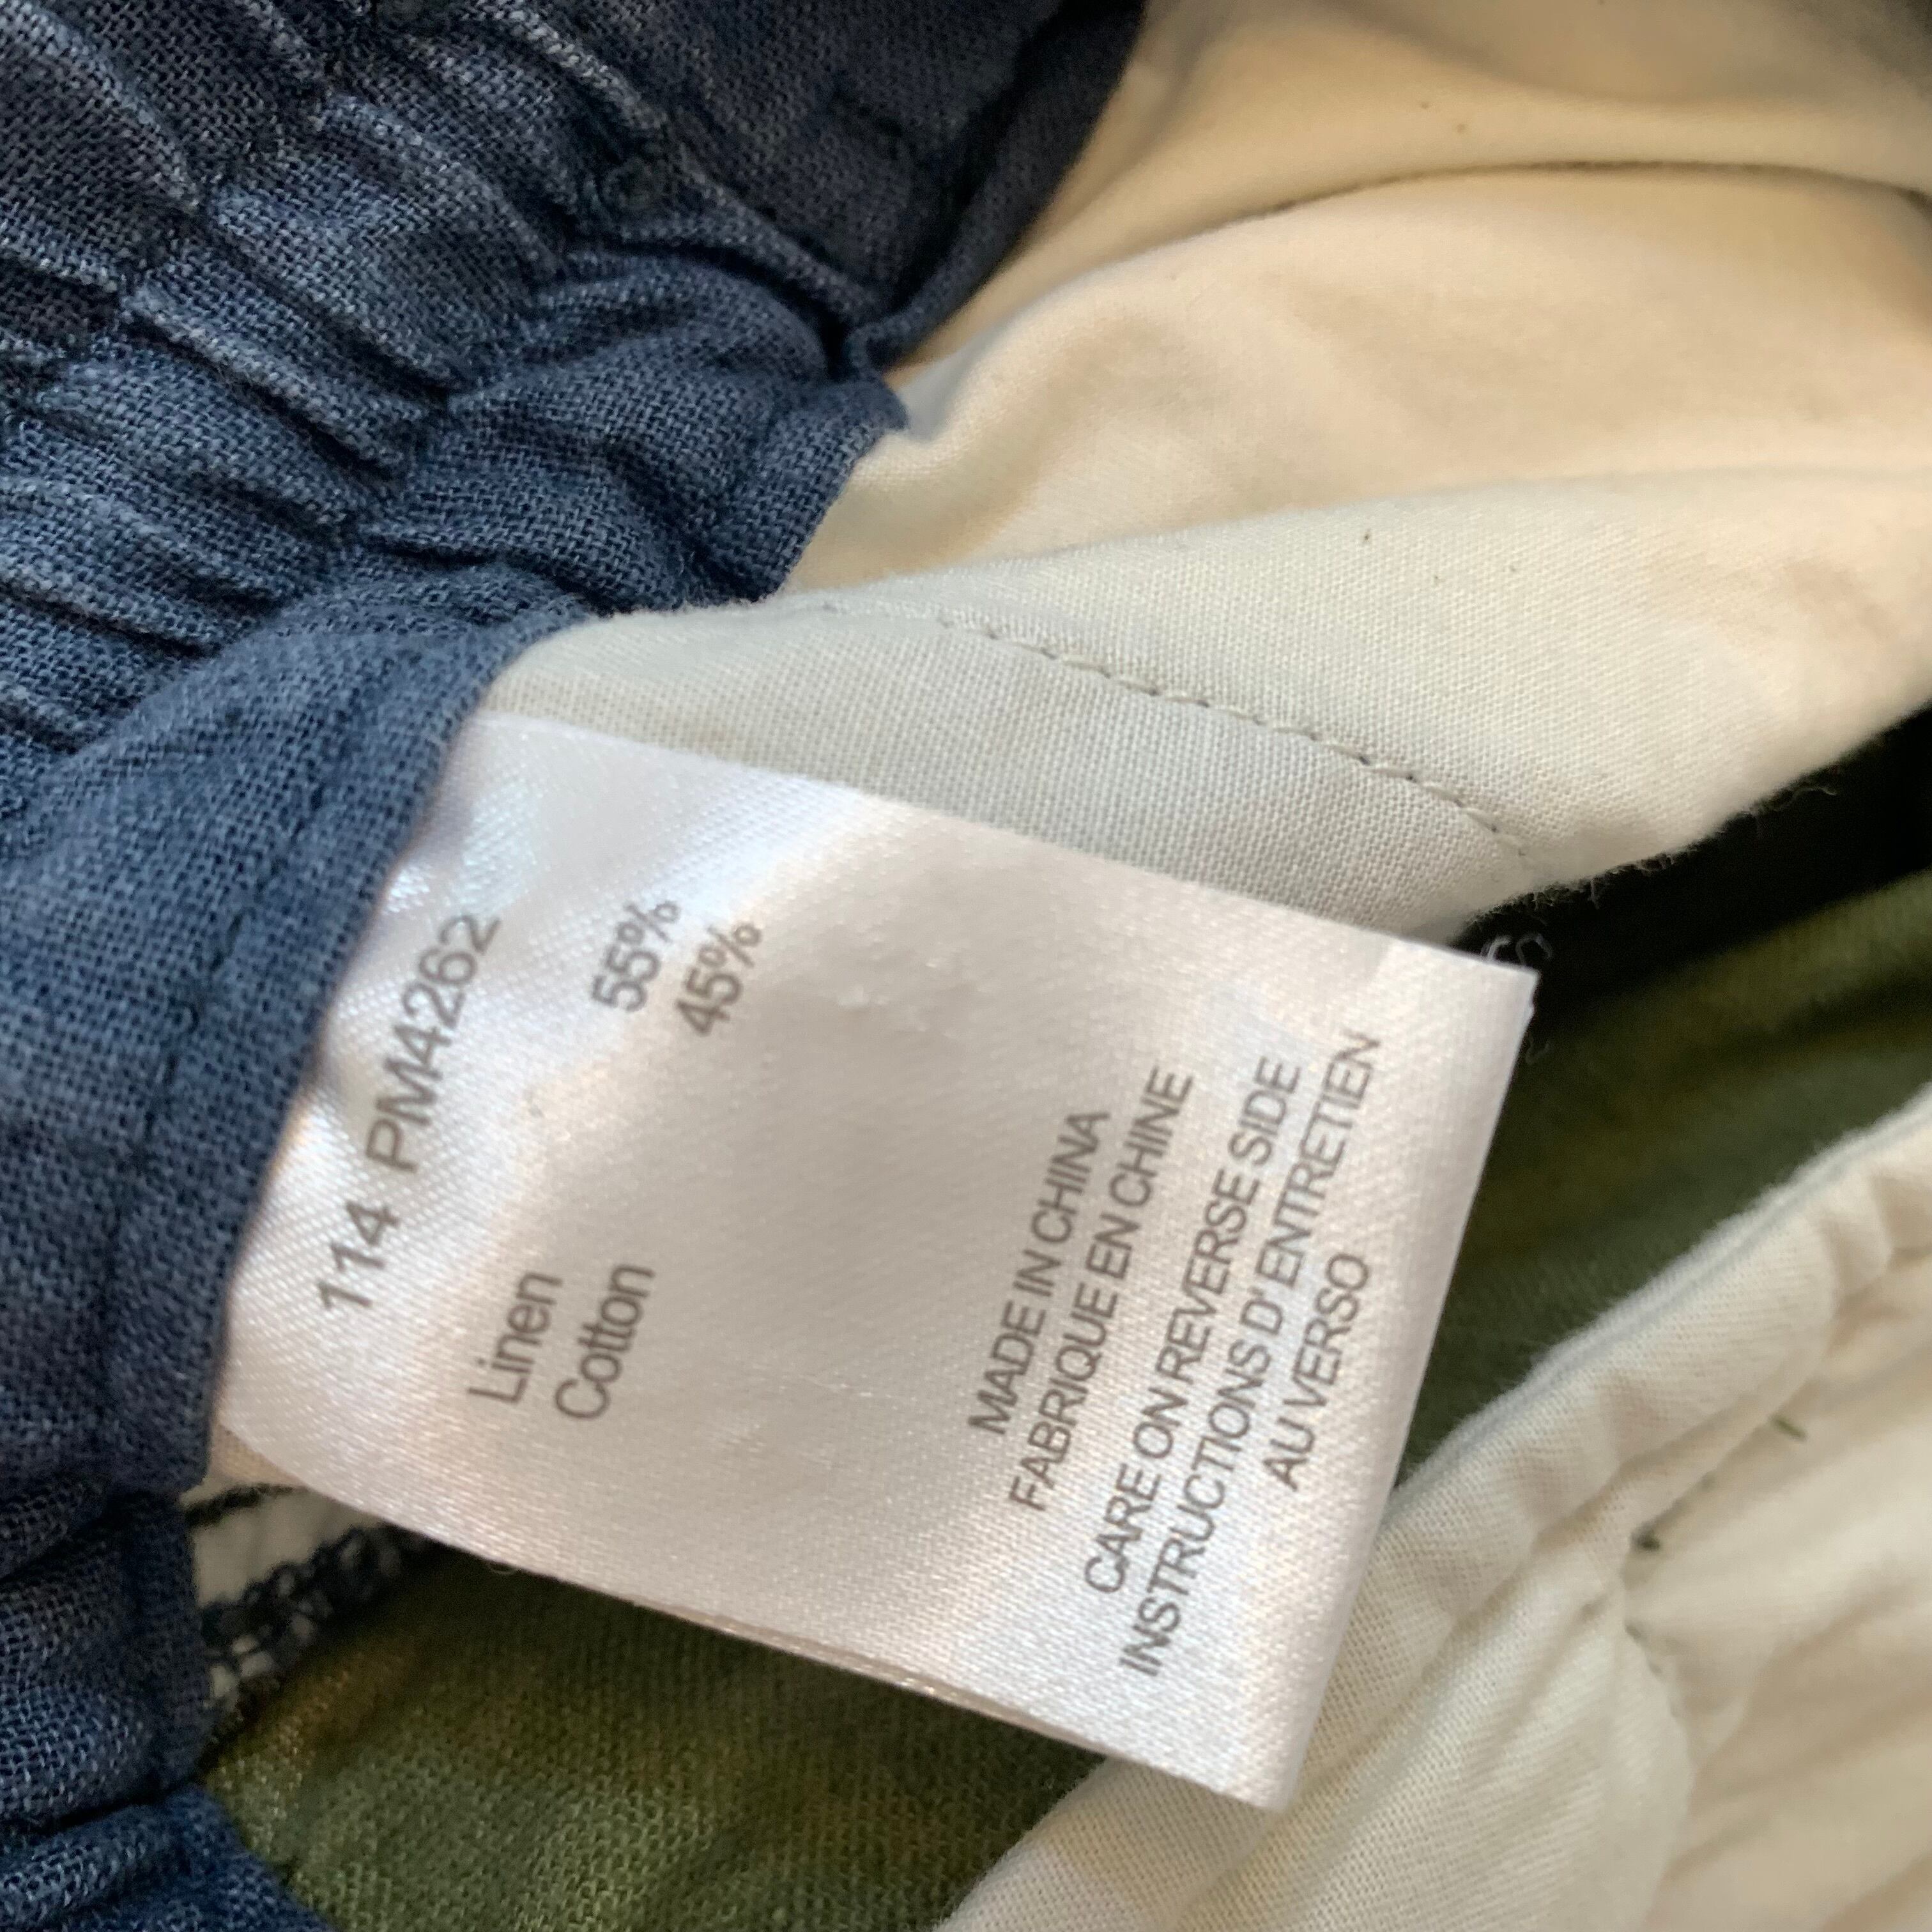 114 PM4262
Linen 55%
Cotton 45%
MADE IN CHINA
FABRIQUE EN CHINE
CARE ON REVERSE SIDE
INSTRUCTIONS D' ENTRETIEN
AU VERSO